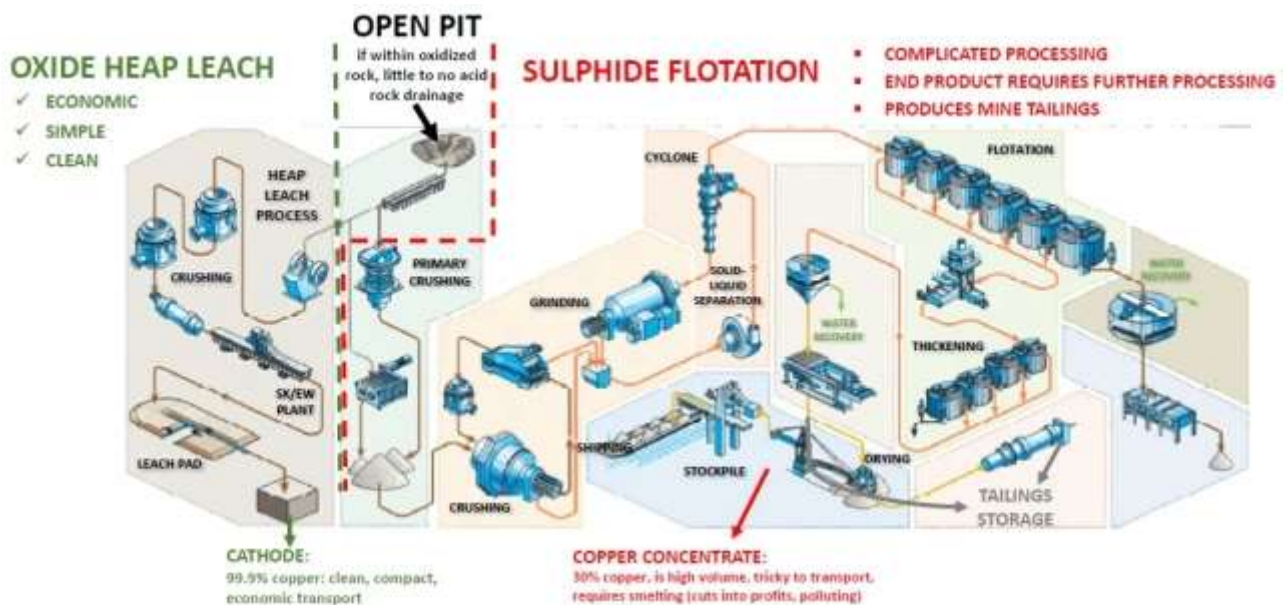 OPEN PIT
if within oxidized
rock, little to no acid
rock drainage
OXIDE HEAP LEACH
✓ ECONOMIC
✓ SIMPLE
✓ CLEAN
SULPHIDE FLOTATION
▪ COMPLICATED PROCESSING
▪ END PRODUCT REQUIRES FURTHER PROCESSING
▪ PRODUCES MINE TAILINGS
HEAP
LEACH
PROCESS
CRUSHING
SX/EW
PLANT
LEACH PAD
PRIMARY
CRUSHING
GRINDING
CYCLONE
SOLID-
LIQUID
SEPARATION
CRUSHING
SHIPPING
STOCKPILE
WATER
RECOVERY
DRYING
FLOTATION
THICKENING
WATER
RECOVERY
TAILINGS
STORAGE
CATHODE:
99.9% copper: clean, compact,
economic transport
COPPER CONCENTRATE:
30% copper, is high volume, tricky to transport,
requires smelting (cuts into profits, polluting)